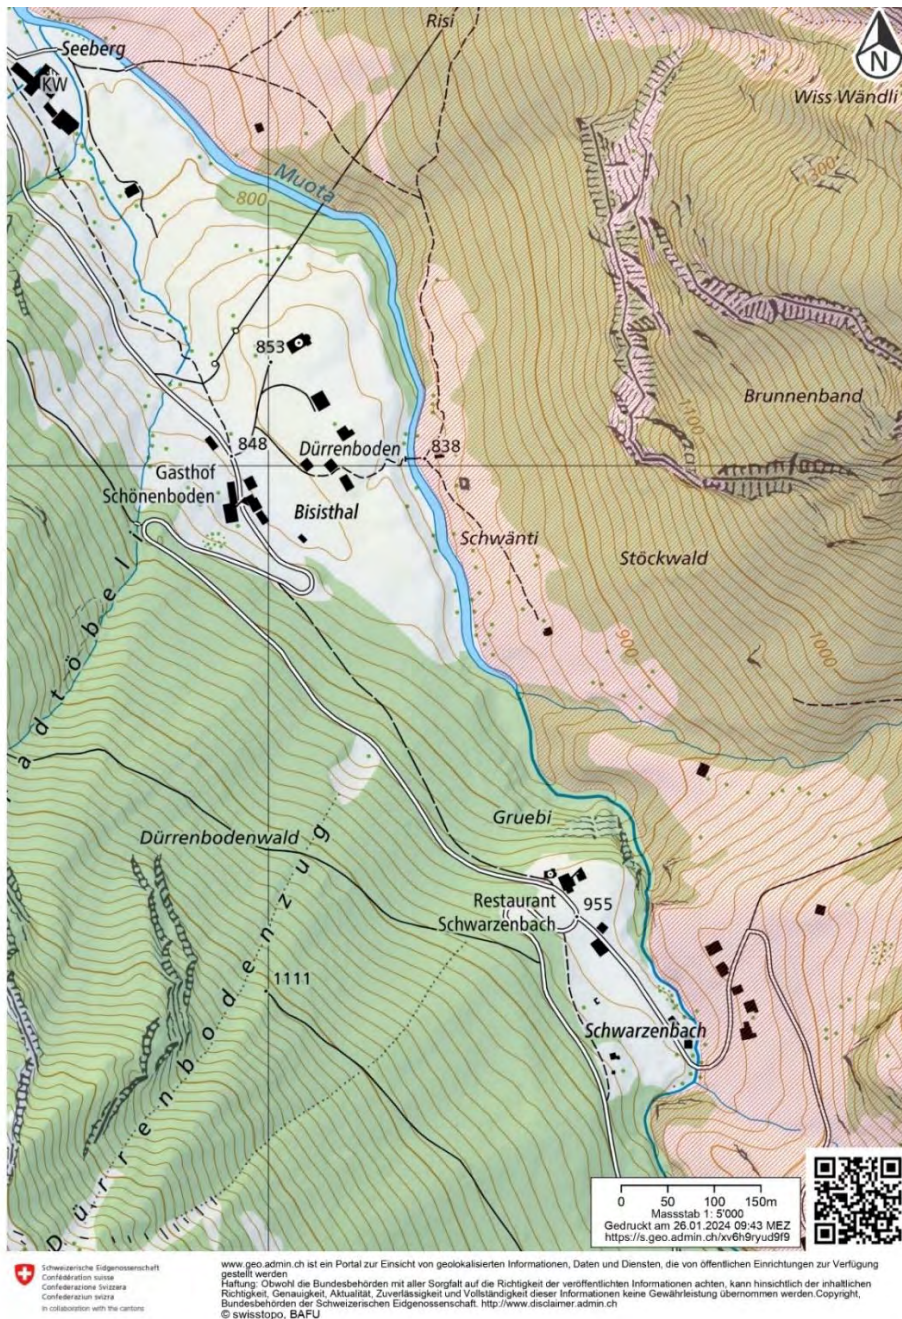 Risi
Seeberg
KW
N
Wiss Wändli
1300
Muota
800
853
Brunnenband
1100
848
Dürrenboden
838
Gasthof
Schönenboden
Bisisthal
Schwänti
Stöckwald
900
1000
adtöbeli
Gruebi
Dürrenbodenwald
Restaurant
Schwarzenbach
955
1111
Schwarzenbach
Dürrenbodenzug
0 50 100 150m
Massstab 1: 5'000
Gedruckt am 26.01.2024 09:43 MEZ
https://s.geo.admin.ch/xv6h9ryud9f9
Schweizerische Eidgenossenschaft
Confédération suisse
Confederazione Svizzera
Confederaziun svizra
in collaboration with the cantons
www.geo.admin.ch ist ein Portal zur Einsicht von geolokalisierten Informationen, Daten und Diensten, die von öffentlichen Einrichtungen zur Verfügung
gestellt werden
Haftung: Obwohl die Bundesbehörden mit aller Sorgfalt auf die Richtigkeit der veröffentlichten Informationen achten, kann hinsichtlich der inhaltlichen
Richtigkeit, Genauigkeit, Aktualität, Zuverlässigkeit und Vollständigkeit dieser Informationen keine Gewährleistung übernommen werden.Copyright,
Bundesbehörden der Schweizerischen Eidgenossenschaft. http://www.disclaimer.admin.ch
© swisstopo, BAFU